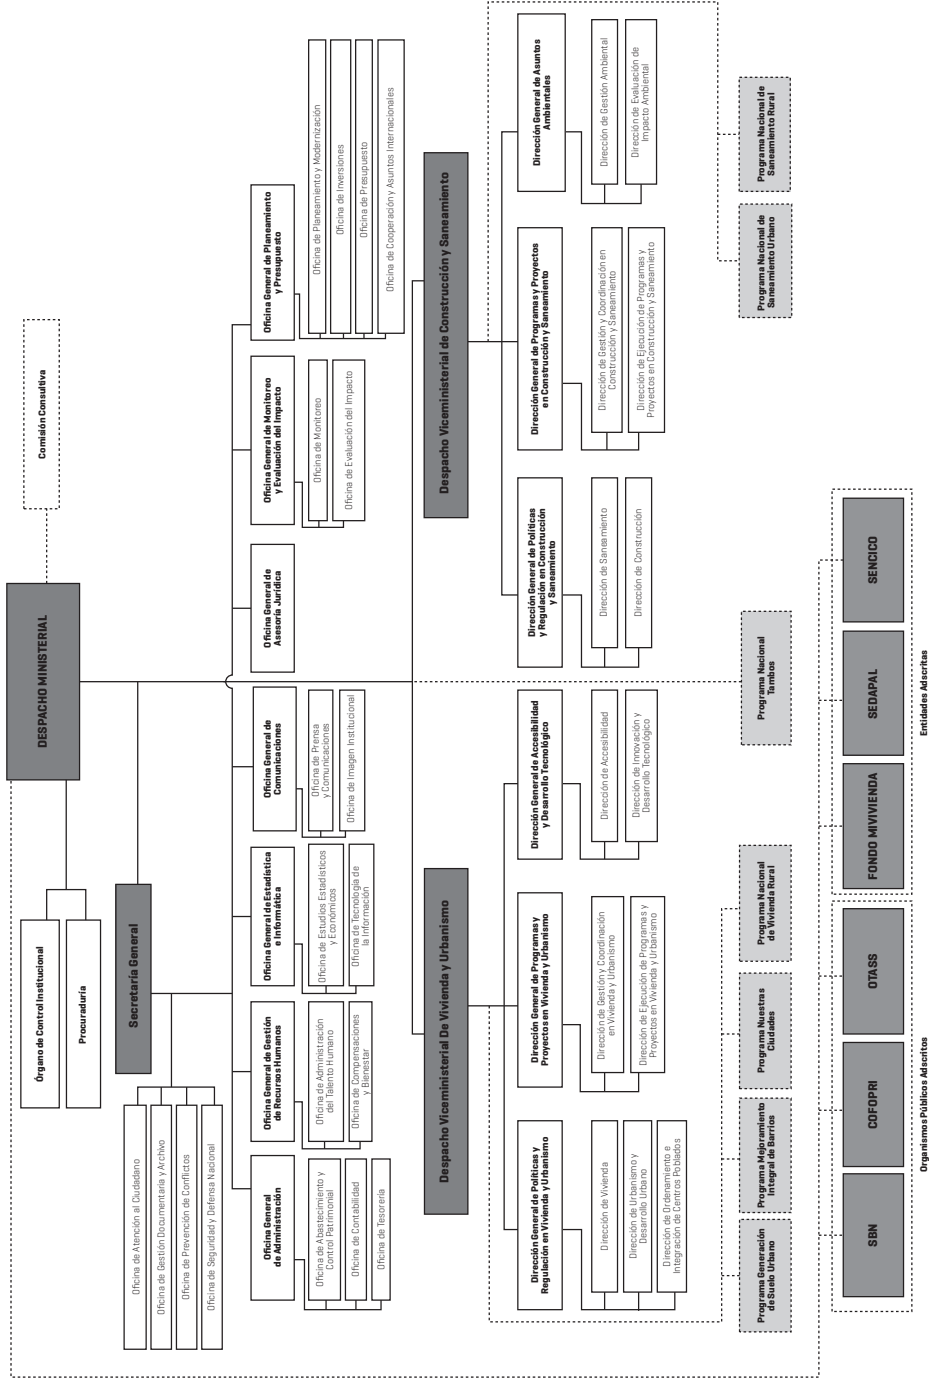 DESPACHO MINISTERIAL
Comisión Consultiva
Órgano de Control Institucional
Procuraduría
Secretaría General
Oficina de Atención al Ciudadano
Oficina de Gestión Documentaria y Archivo
Oficina de Prevención de Conflictos
Oficina de Seguridad y Defensa Nacional
Oficina General
de Administración
Oficina de Abastecimiento y
Control Patrimonial
Oficina de Contabilidad
Oficina de Tesorería
Oficina General de Gestión
de Recursos Humanos
Oficina de Administración
del Talento Humano
Oficina de Compensaciones
y Bienestar
Oficina General de Estadística
e Informática
Oficina de Estudios Estadísticos
y Económicos
Oficina de Tecnología de
la Información
Oficina General de
Comunicaciones
Oficina de Prensa
y Comunicaciones
Oficina de Imagen Institucional
Oficina General de
Asesoría Jurídica
Oficina General de Monitoreo
y Evaluación del Impacto
Oficina de Monitoreo
Oficina de Evaluación del Impacto
Oficina General de Planeamiento
y Presupuesto
Oficina de Planeamiento y Modernización
Oficina de Inversiones
Oficina de Presupuesto
Oficina de Cooperación y Asuntos Internacionales
Despacho Viceministerial De Vivienda y Urbanismo
Dirección General de Políticas y
Regulación en Vivienda y Urbanismo
Dirección de Vivienda
Dirección de Urbanismo y
Desarrollo Urbano
Dirección de Ordenamiento e
Integración de Centros Poblados
Dirección General de Programas y
Proyectos en Vivienda y Urbanismo
Dirección de Gestión y Coordinación
en Vivienda y Urbanismo
Dirección de Ejecución de Programas y
Proyectos en Vivienda y Urbanismo
Dirección General de Accesibilidad
y Desarrollo Tecnológico
Dirección de Accesibilidad
Dirección de Innovación y
Desarrollo Tecnológico
Despacho Viceministerial de Construcción y Saneamiento
Dirección General de Políticas
y Regulación en Construcción
y Saneamiento
Dirección de Saneamiento
Dirección de Construcción
Dirección General de Programas y Proyectos
en Construcción y Saneamiento
Dirección de Gestión y Coordinación en
Construcción y Saneamiento
Dirección de Ejecución de Programas y
Proyectos en Construcción y Saneamiento
Dirección General de Asuntos
Ambientales
Dirección de Gestión Ambiental
Dirección de Evaluación de
Impacto Ambiental
Programa Generación
de Suelo Urbano
Programa Mejoramiento
Integral de Barrios
Programa Nuestras
Ciudades
Programa Nacional
de Vivienda Rural
Programa Nacional
Tambos
Programa Nacional de
Saneamiento Urbano
Programa Nacional de
Saneamiento Rural
SBN
COFOPRI
OTASS
FONDO MIVIVIENDA
SEDAPAL
SENCICO
Organismos Públicos Adscritos
Entidades Adscritas